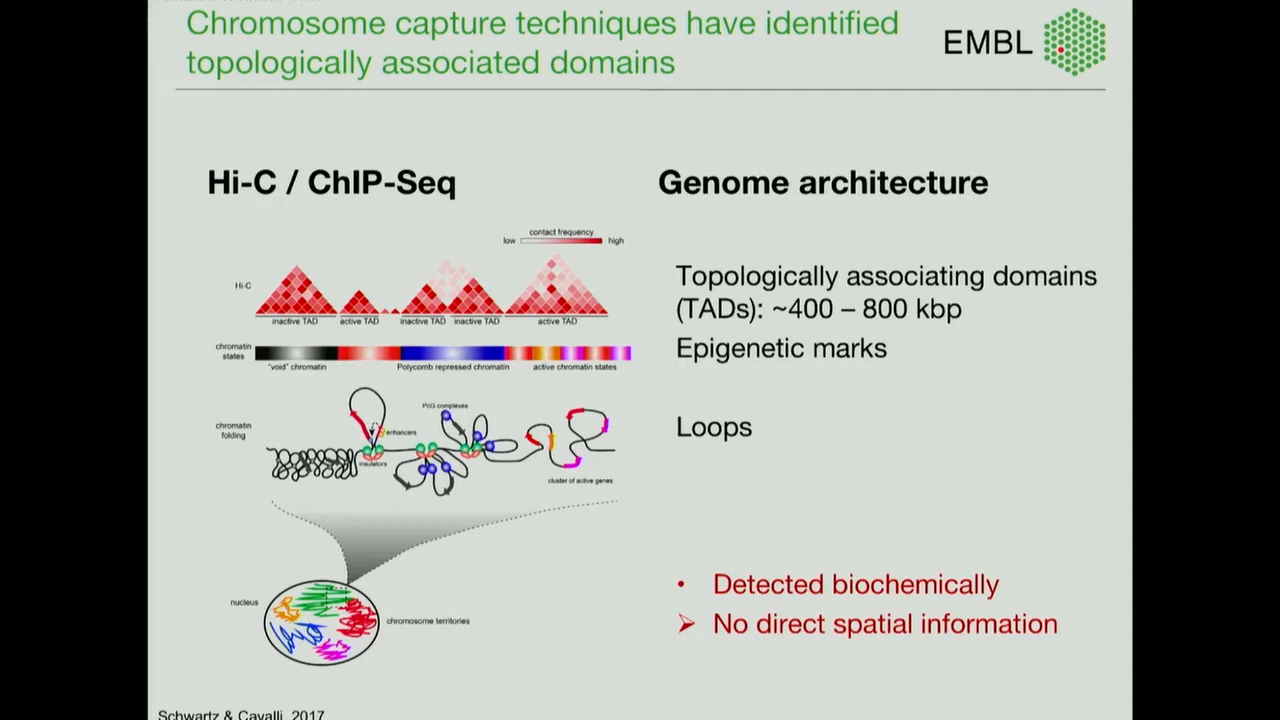 Chromosome capture techniques have identified
topologically associated domains
EMBL
Hi-C / ChIP-Seq
Genome architecture
contact frequency
low
high
Hi-C
inactive TAD
active TAD
inactive TAD
inactive TAD
active TAD
chromatin
states
"void" chromatin
Polycomb repressed chromatin
active chromatin states
chromatin
folding
PcG complexes
enhancers
insulators
cluster of active genes
nucleus
chromosome territories
Topologically associating domains
(TADs): ~400 – 800 kbp
Epigenetic marks
Loops
• Detected biochemically
➢ No direct spatial information
Schwartz & Cavalli, 2017